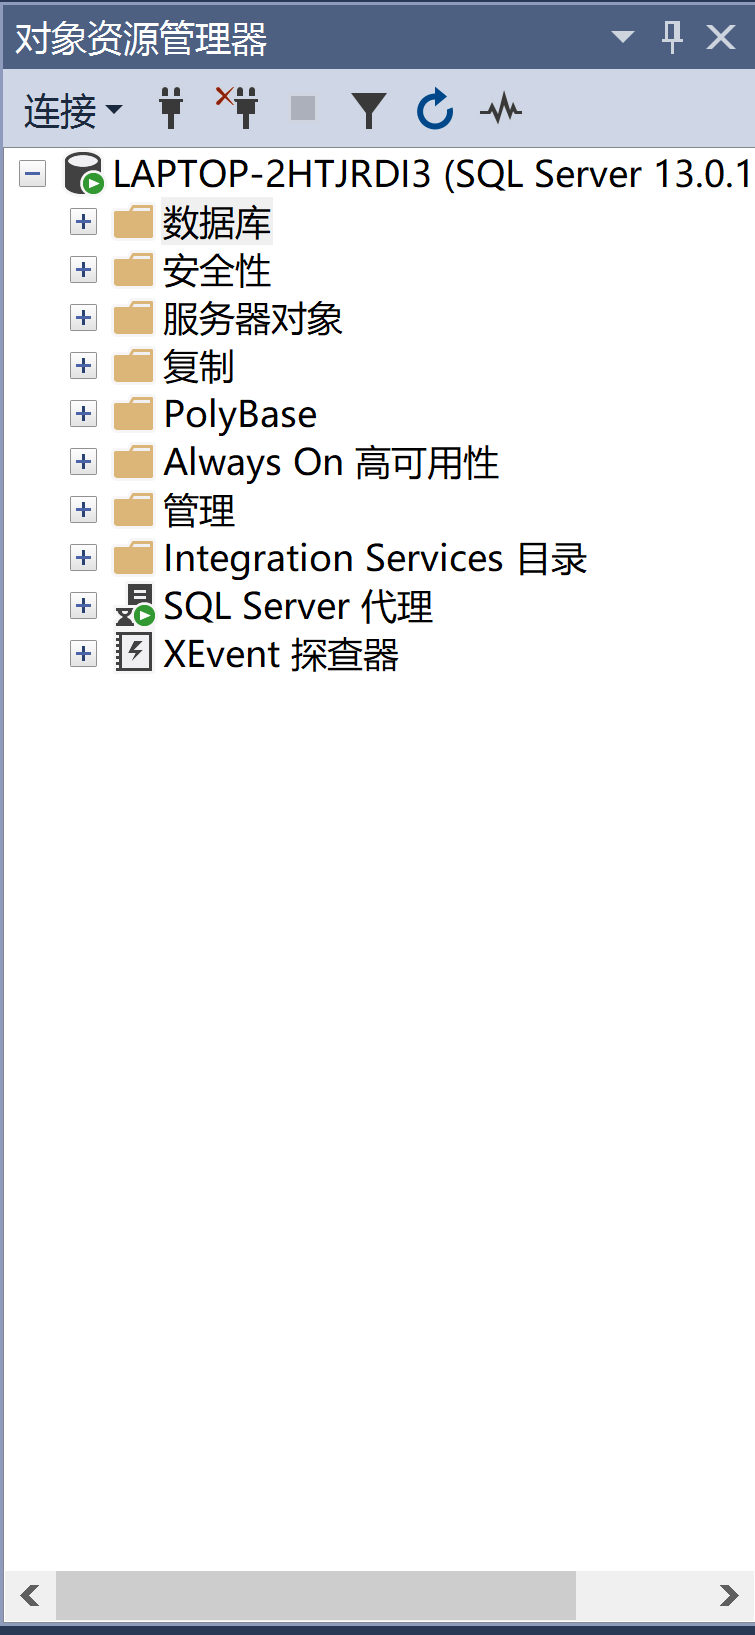 对象资源管理器
连接
LAPTOP-2HTJRDI3 (SQL Server 13.0.1
数据库
安全性
服务器对象
复制
PolyBase
Always On 高可用性
管理
Integration Services 目录
SQL Server 代理
XEvent 探查器